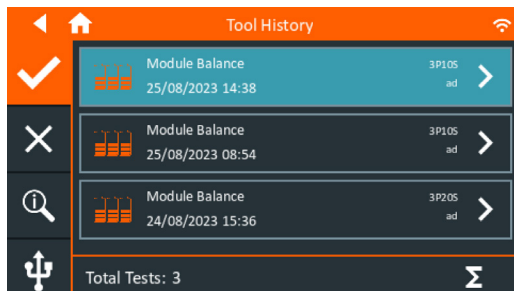 Tool History
Module Balance 3P10S
25/08/2023 14:38 ad
Module Balance 3P10S
25/08/2023 08:54 ad
Module Balance 3P20S
24/08/2023 15:36 ad
Total Tests: 3 Σ